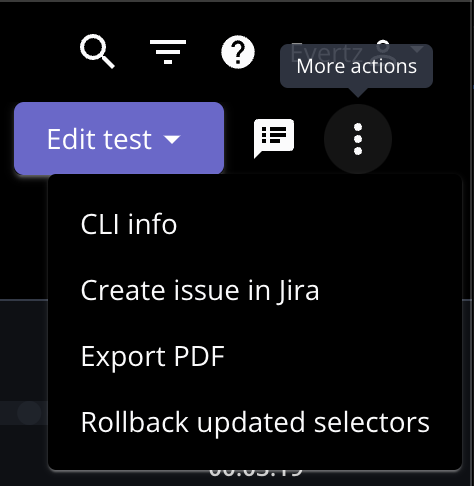 Evertz
More actions
Edit test
CLI info
Create issue in Jira
Export PDF
Rollback updated selectors
00:03:19